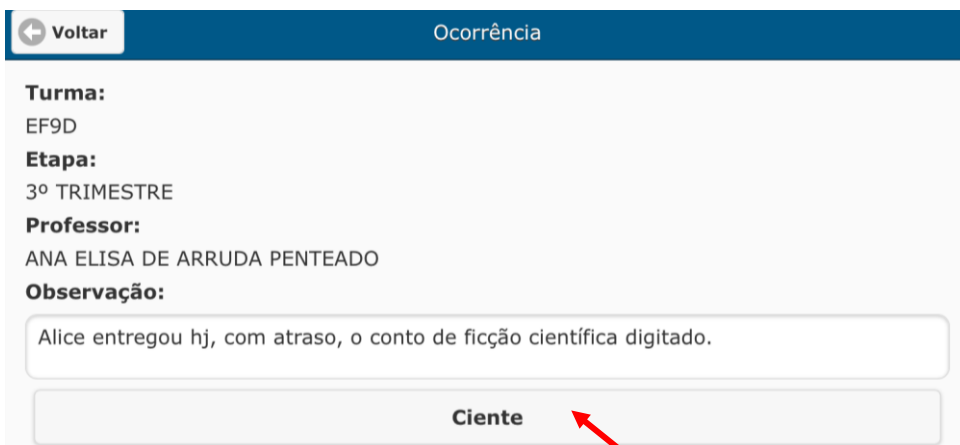 Voltar
Ocorrência
Turma:
EF9D
Etapa:
3º TRIMESTRE
Professor:
ANA ELISA DE ARRUDA PENTEADO
Observação:
Alice entregou hj, com atraso, o conto de ficção científica digitado.
Ciente